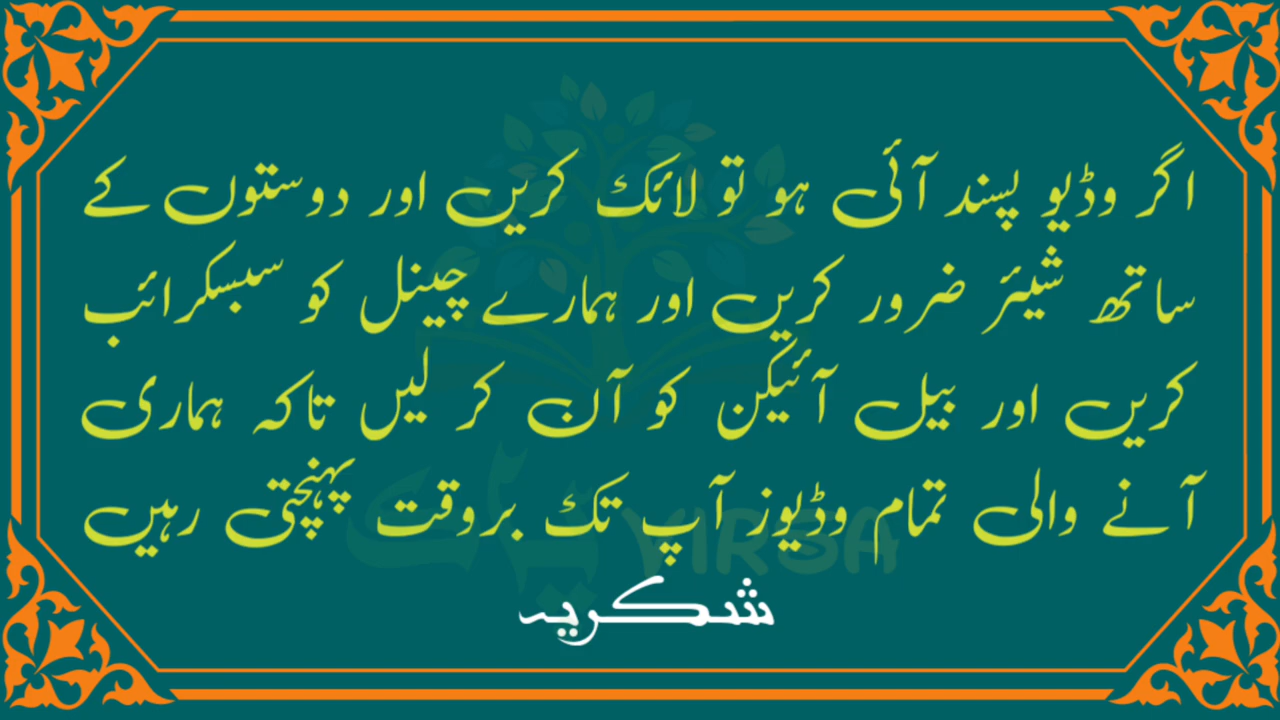 اگر وڈیو پسند آئی ہو تو لائک کریں اور دوستوں کے
ساتھ شیئر ضرور کریں اور ہمارے چینل کو سبسکرائب
کریں اور بیل آئیکن کو آن کر لیں تاکہ ہماری
آنے والی تمام وڈیوز آپ تک بروقت پہنچتی رہیں
VIRSA
شکریہ